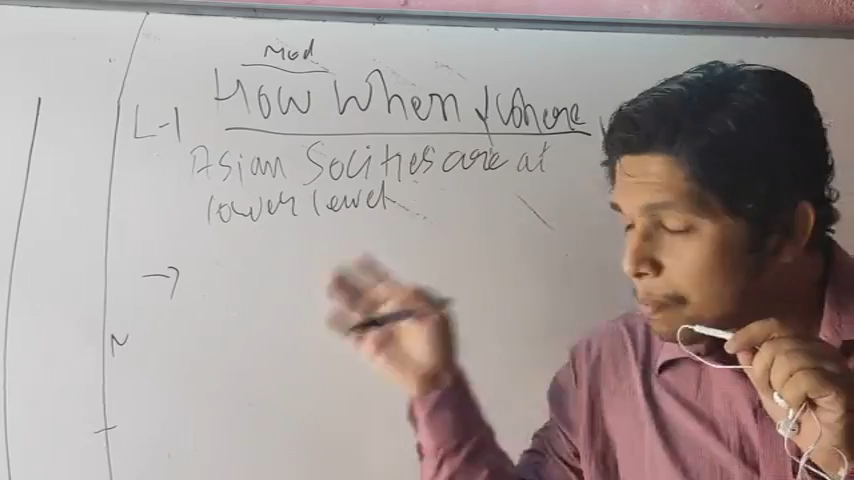 Mod
How When & Where
L-1
Asian Socities are at
lower level
N